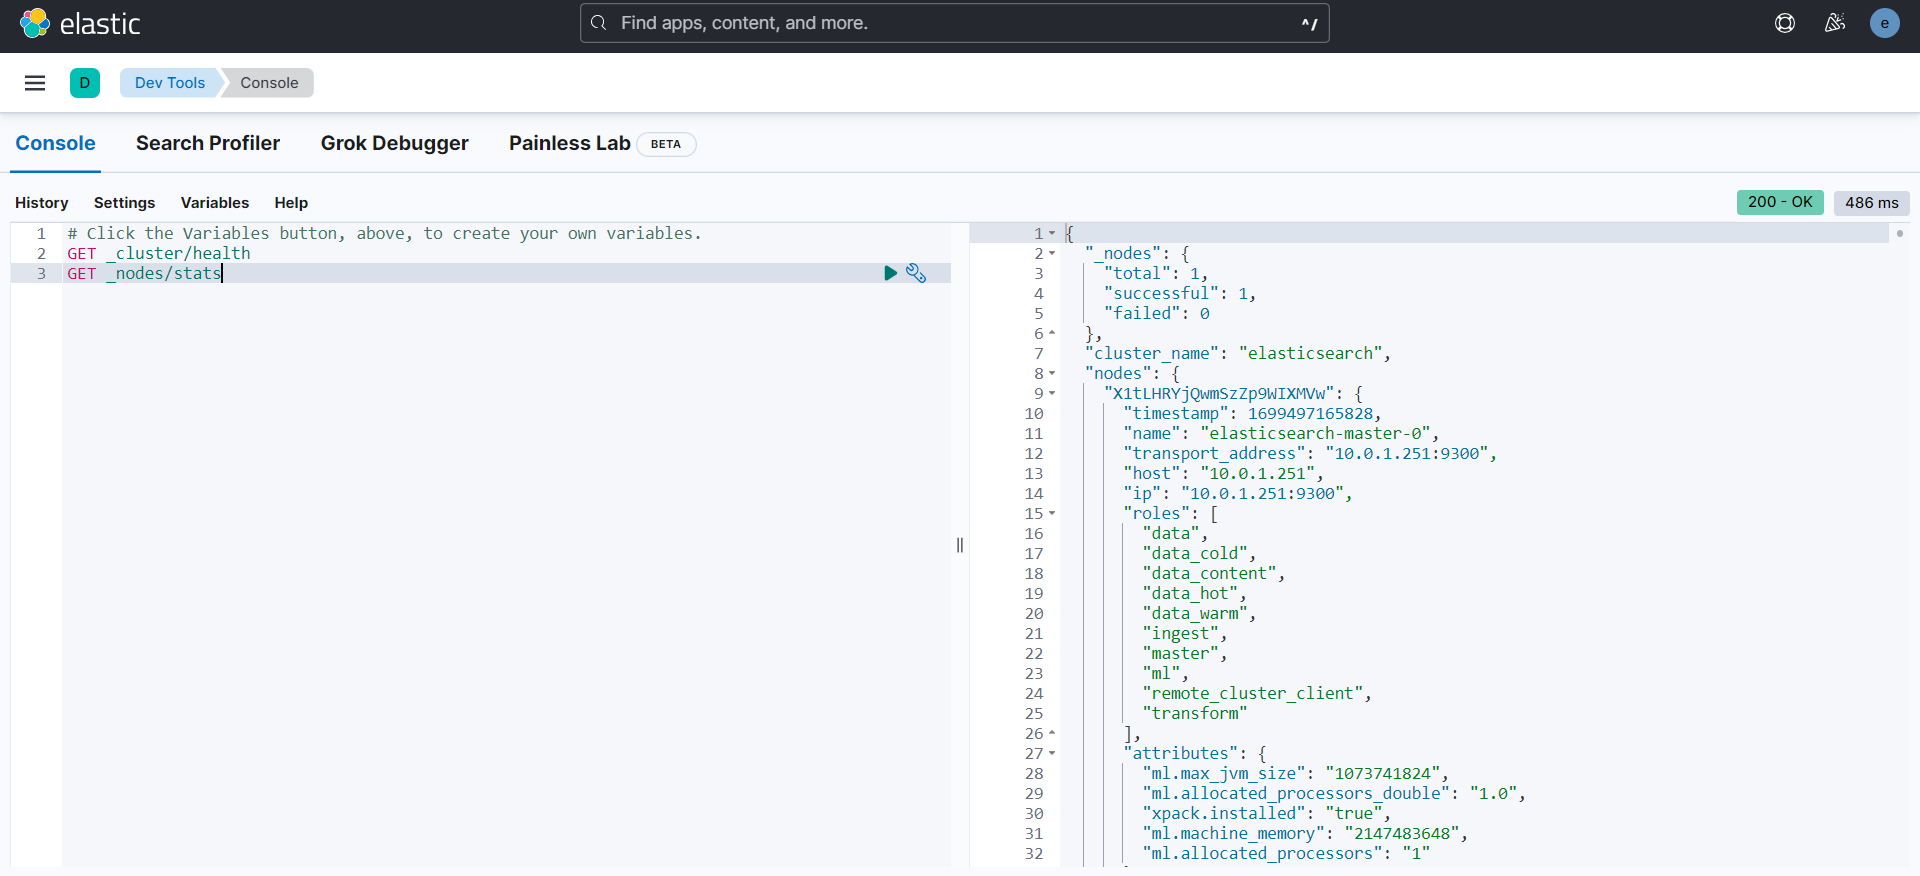 elastic
Find apps, content, and more.
^/
e
D
Dev Tools
Console
Console
Search Profiler
Grok Debugger
Painless Lab
BETA
History
Settings
Variables
Help
200 - OK
486 ms
1 # Click the Variables button, above, to create your own variables.
2 GET _cluster/health
3 GET _nodes/stats
1 {
2 "_nodes": {
3 "total": 1,
4 "successful": 1,
5 "failed": 0
6 },
7 "cluster_name": "elasticsearch",
8 "nodes": {
9 "X1tLHRYjQwmSzZp9WIXMVw": {
10 "timestamp": 1699497165828,
11 "name": "elasticsearch-master-0",
12 "transport_address": "10.0.1.251:9300",
13 "host": "10.0.1.251",
14 "ip": "10.0.1.251:9300",
15 "roles": [
16 "data",
17 "data_cold",
18 "data_content",
19 "data_hot",
20 "data_warm",
21 "ingest",
22 "master",
23 "ml",
24 "remote_cluster_client",
25 "transform"
26 ],
27 "attributes": {
28 "ml.max_jvm_size": "1073741824",
29 "ml.allocated_processors_double": "1.0",
30 "xpack.installed": "true",
31 "ml.machine_memory": "2147483648",
32 "ml.allocated_processors": "1"